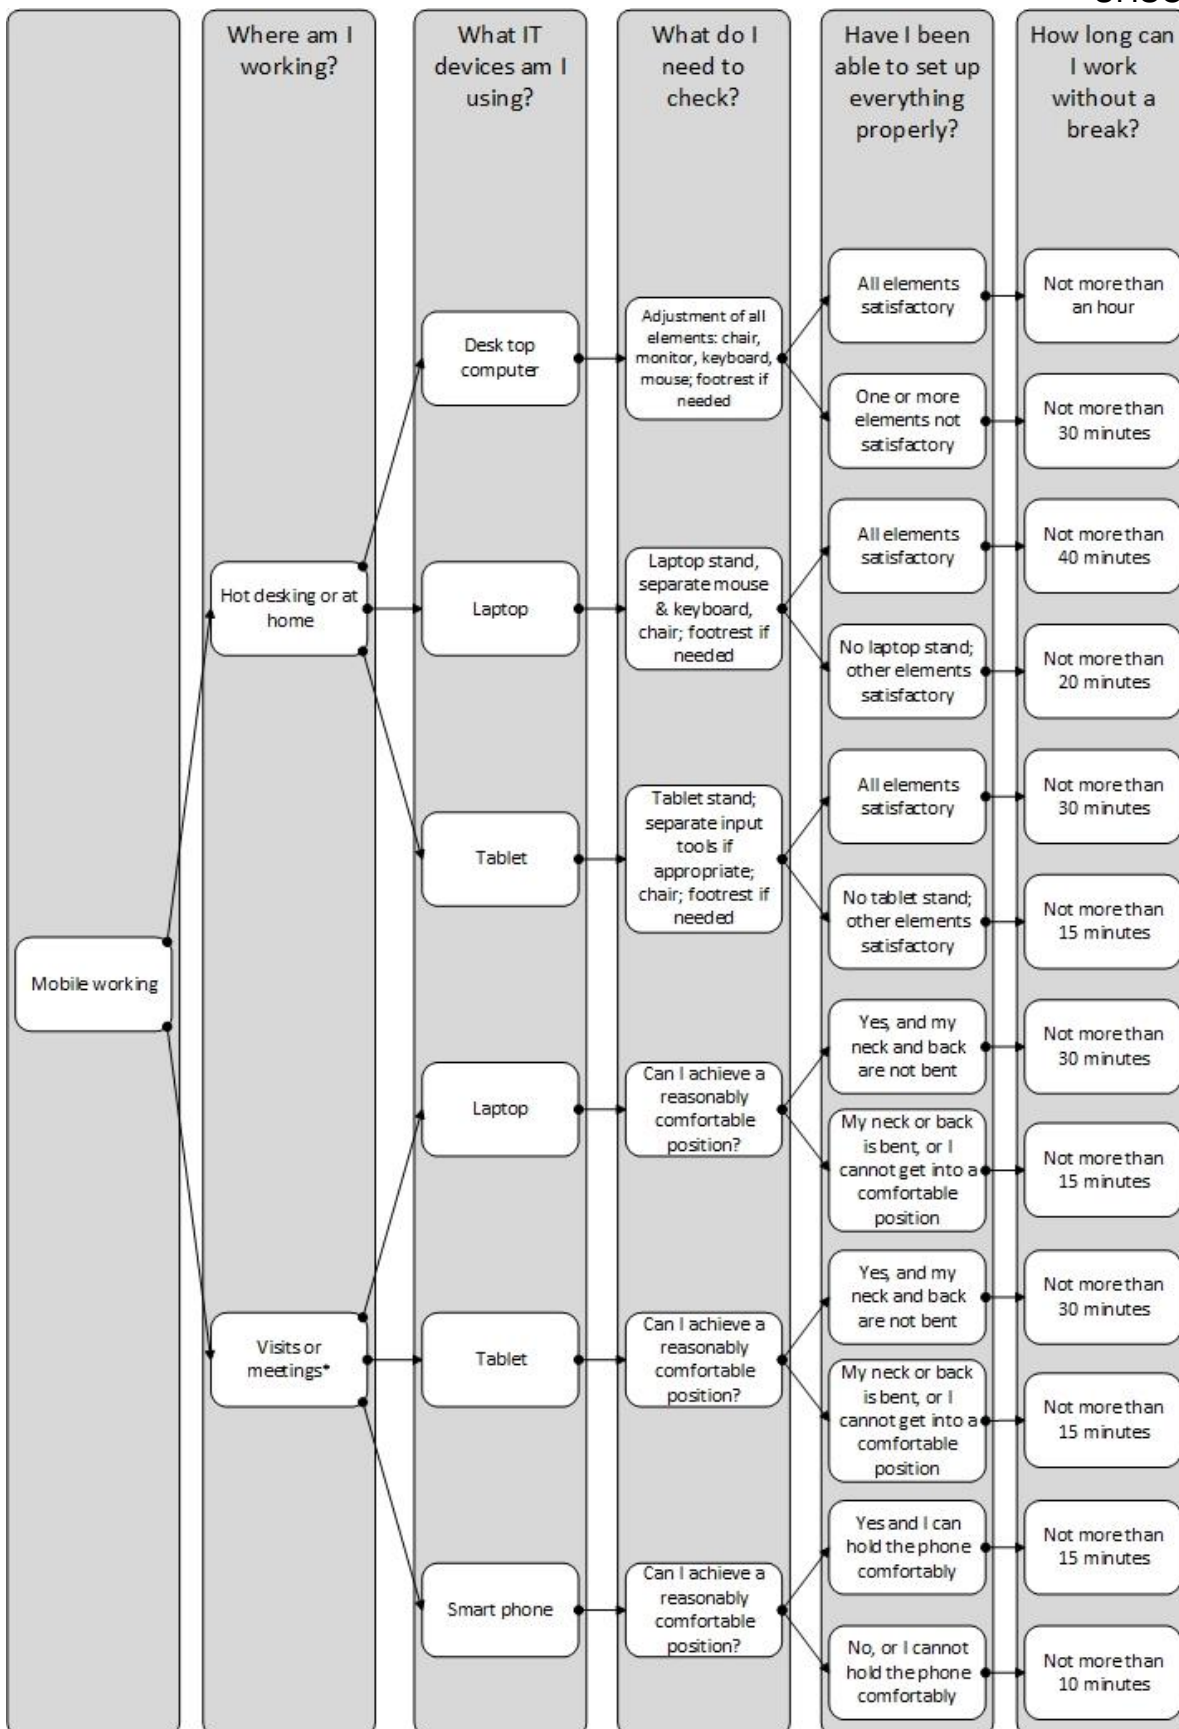 Where am I
working?
What IT
devices am I
using?
What do I
need to
check?
Have I been
able to set up
everything
properly?
How long can
I work
without a
break?
Mobile working
Hot desking or at
home
Desk top
computer
Adjustment of all
elements: chair,
monitor, keyboard,
mouse; footrest if
needed
All elements
satisfactory
Not more than
an hour
One or more
elements not
satisfactory
Not more than
30 minutes
Laptop
Laptop stand,
separate mouse
& keyboard,
chair; footrest if
needed
All elements
satisfactory
Not more than
40 minutes
No laptop stand;
other elements
satisfactory
Not more than
20 minutes
Tablet
Tablet stand;
separate input
tools if
appropriate;
chair; footrest if
needed
All elements
satisfactory
Not more than
30 minutes
No tablet stand;
other elements
satisfactory
Not more than
15 minutes
Visits or
meetings*
Laptop
Can I achieve a
reasonably
comfortable
position?
Yes, and my
neck and back
are not bent
Not more than
30 minutes
My neck or back
is bent, or I
cannot get into a
comfortable
position
Not more than
15 minutes
Tablet
Can I achieve a
reasonably
comfortable
position?
Yes, and my
neck and back
are not bent
Not more than
30 minutes
My neck or back
is bent, or I
cannot get into a
comfortable
position
Not more than
15 minutes
Smart phone
Can I achieve a
reasonably
comfortable
position?
Yes and I can
hold the phone
comfortably
Not more than
15 minutes
No, or I cannot
hold the phone
comfortably
Not more than
10 minutes